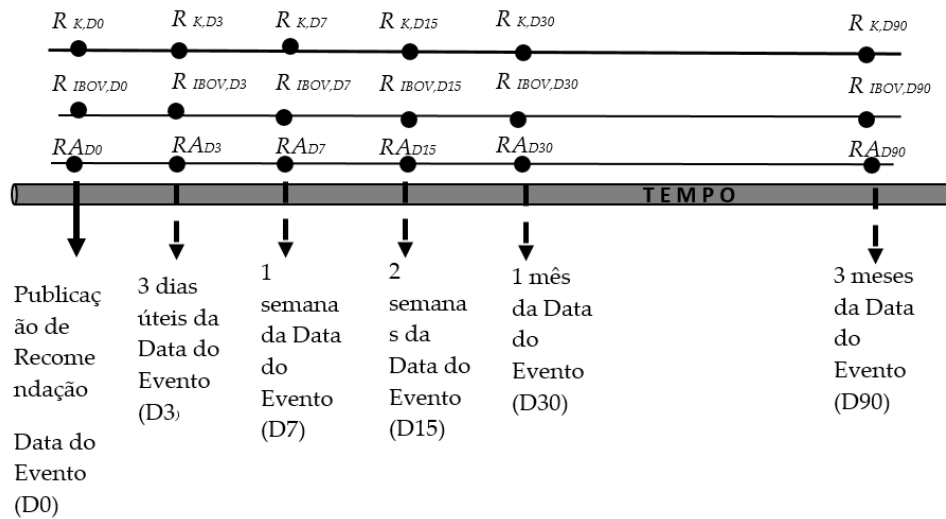 R K,D0 R K,D3 R K,D7 R K,D15 R K,D30 R K,D90
R IBOV,D0 R IBOV,D3 R IBOV,D7 R IBOV,D15 R IBOV,D30 R IBOV,D90
RAD0 RAD3 RAD7 RAD15 RAD30 RAD90
TEMPO
Publicaç
ão de
Recome
ndação
Data do
Evento
(D0)
3 dias
úteis da
Data do
Evento
(D3)
1
semana
da Data
do
Evento
(D7)
2
semana
s da
Data do
Evento
(D15)
1 mês
da Data
do
Evento
(D30)
3 meses
da Data
do
Evento
(D90)